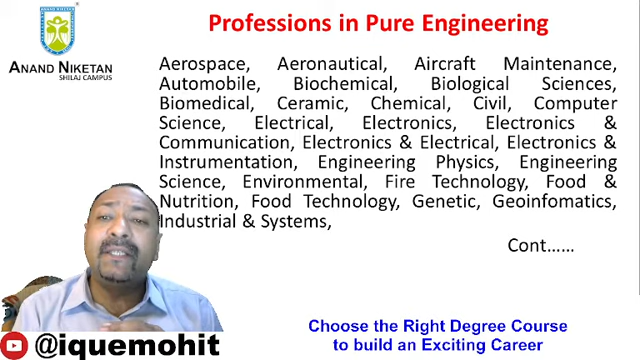 Professions in Pure Engineering
ANAND NIKETAN
SHILAJ CAMPUS
Aerospace, Aeronautical, Aircraft Maintenance,
Automobile, Biochemical, Biological Sciences,
Biomedical, Ceramic, Chemical, Civil, Computer
Science, Electrical, Electronics, Electronics &
Communication, Electronics & Electrical, Electronics &
Instrumentation, Engineering Physics, Engineering
Science, Environmental, Fire Technology, Food &
Nutrition, Food Technology, Genetic, Geoinfomatics,
Industrial & Systems,
Cont......
Choose the Right Degree Course
to build an Exciting Career
@iquemohit